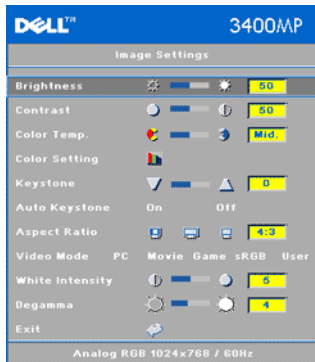 DELL™ 3400MP
Image Settings
Brightness 50
Contrast 50
Color Temp. Mid.
Color Setting
Keystone 0
Auto Keystone On Off
Aspect Ratio 4:3
Video Mode PC Movie Game sRGB User
White Intensity 5
Degamma 4
Exit
Analog RGB 1024x768 / 60Hz